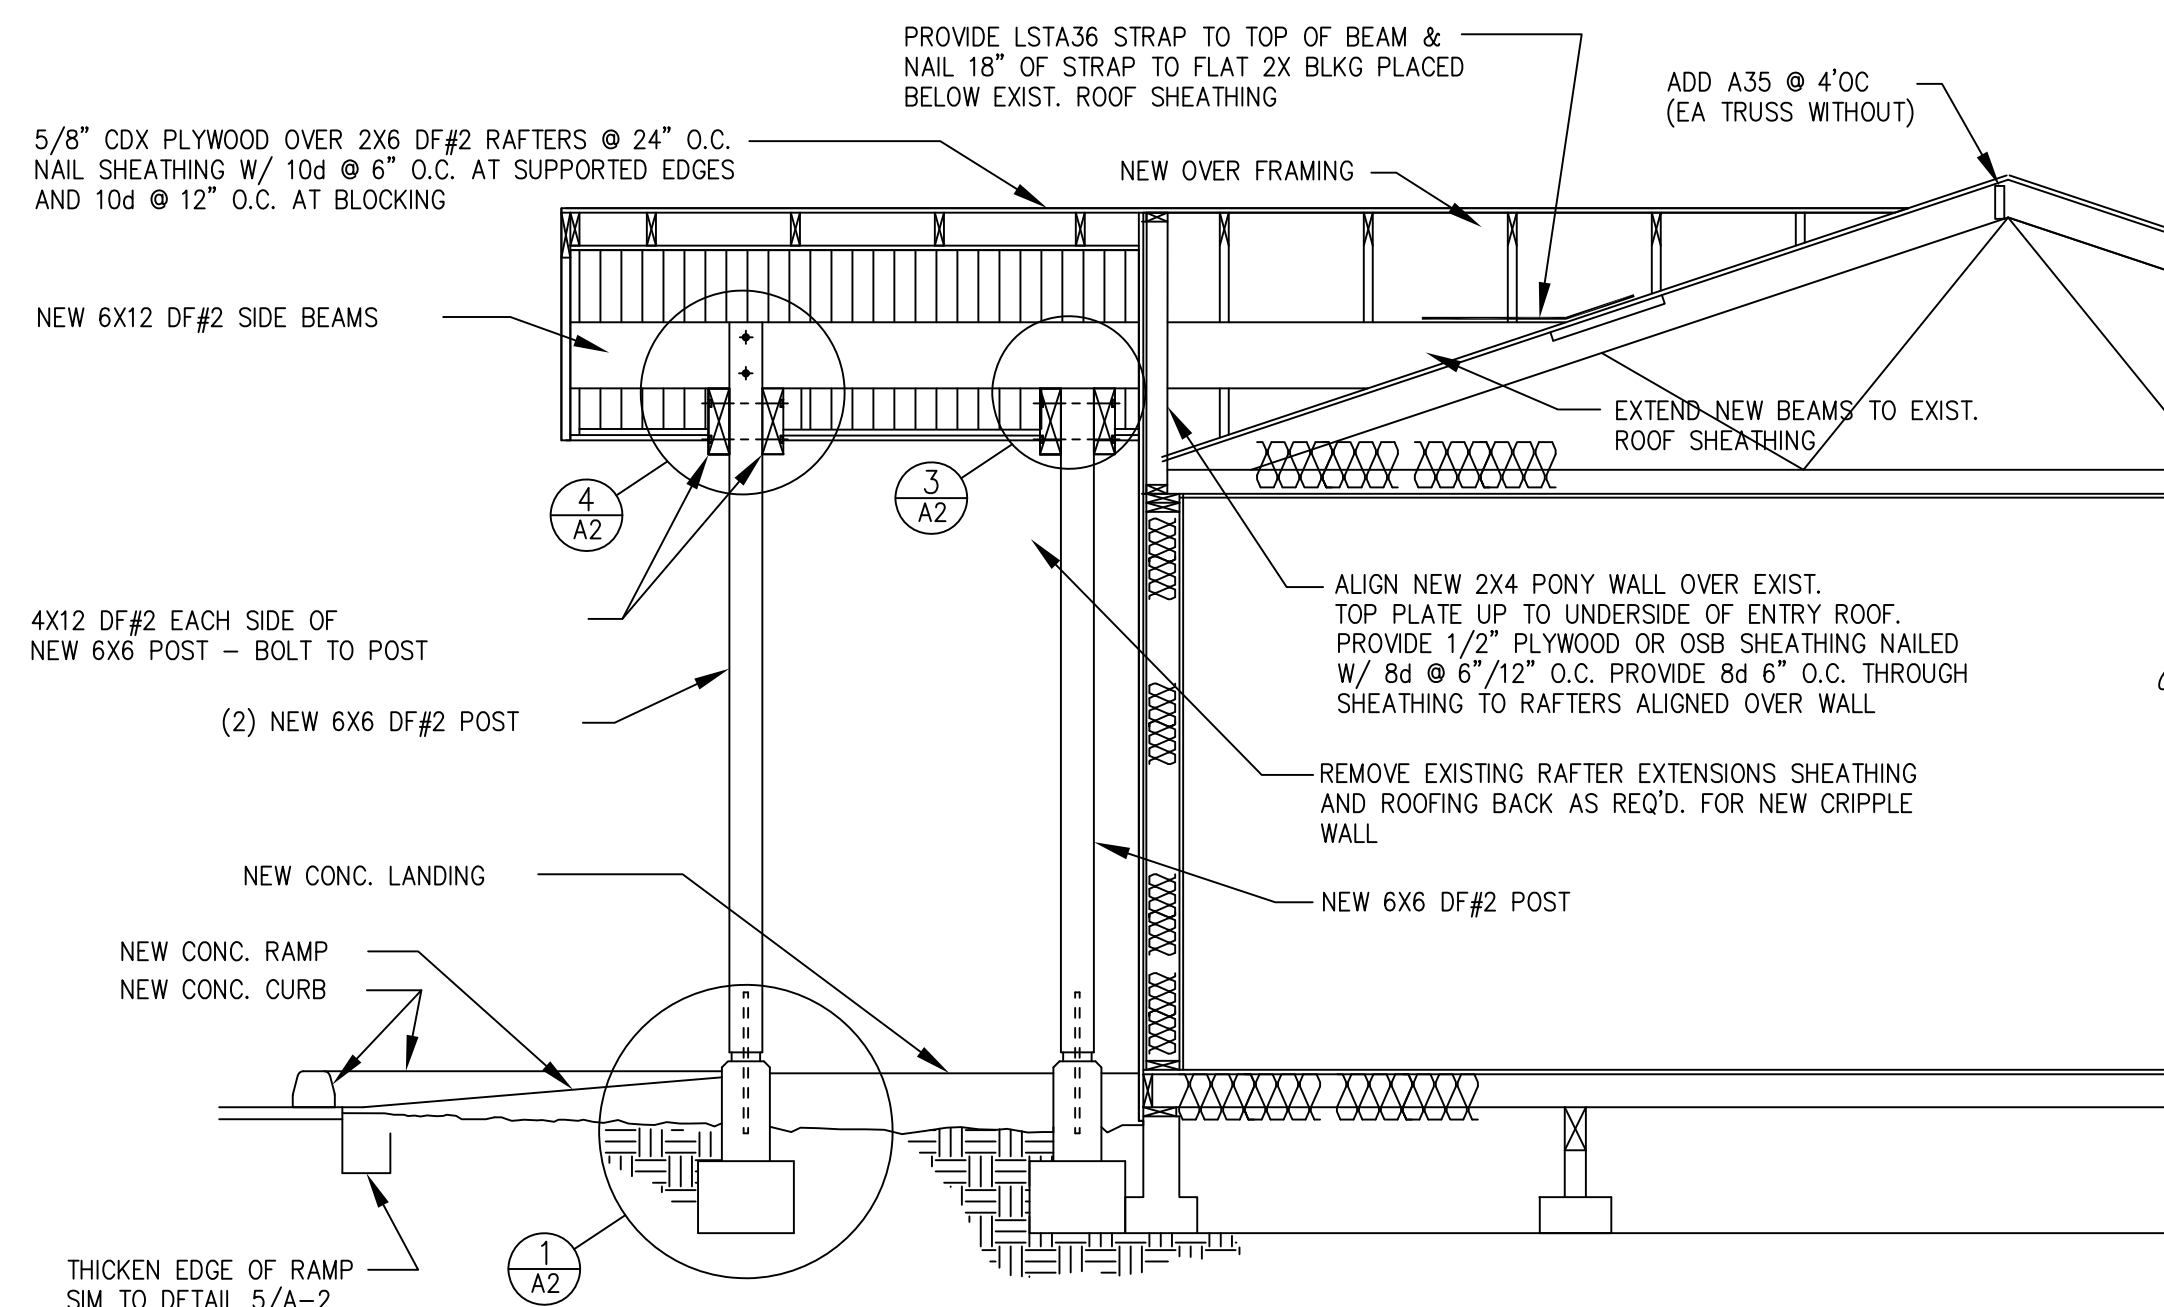 PROVIDE LSTA36 STRAP TO TOP OF BEAM &
NAIL 18" OF STRAP TO FLAT 2X BLKG PLACED
BELOW EXIST. ROOF SHEATHING
ADD A35 @ 4'OC
(EA TRUSS WITHOUT)
5/8" CDX PLYWOOD OVER 2X6 DF#2 RAFTERS @ 24" O.C.
NAIL SHEATHING W/ 10d @ 6" O.C. AT SUPPORTED EDGES
AND 10d @ 12" O.C. AT BLOCKING
NEW OVER FRAMING
NEW 6X12 DF#2 SIDE BEAMS
EXTEND NEW BEAMS TO EXIST.
ROOF SHEATHING
4
A2
3
A2
4X12 DF#2 EACH SIDE OF
NEW 6X6 POST – BOLT TO POST
ALIGN NEW 2X4 PONY WALL OVER EXIST.
TOP PLATE UP TO UNDERSIDE OF ENTRY ROOF.
PROVIDE 1/2" PLYWOOD OR OSB SHEATHING NAILED
W/ 8d @ 6"/12" O.C. PROVIDE 8d 6" O.C. THROUGH
SHEATHING TO RAFTERS ALIGNED OVER WALL
(2) NEW 6X6 DF#2 POST
REMOVE EXISTING RAFTER EXTENSIONS SHEATHING
AND ROOFING BACK AS REQ'D. FOR NEW CRIPPLE
WALL
NEW CONC. LANDING
NEW 6X6 DF#2 POST
NEW CONC. RAMP
NEW CONC. CURB
1
A2
THICKEN EDGE OF RAMP
SIM TO DETAIL 5/A-2